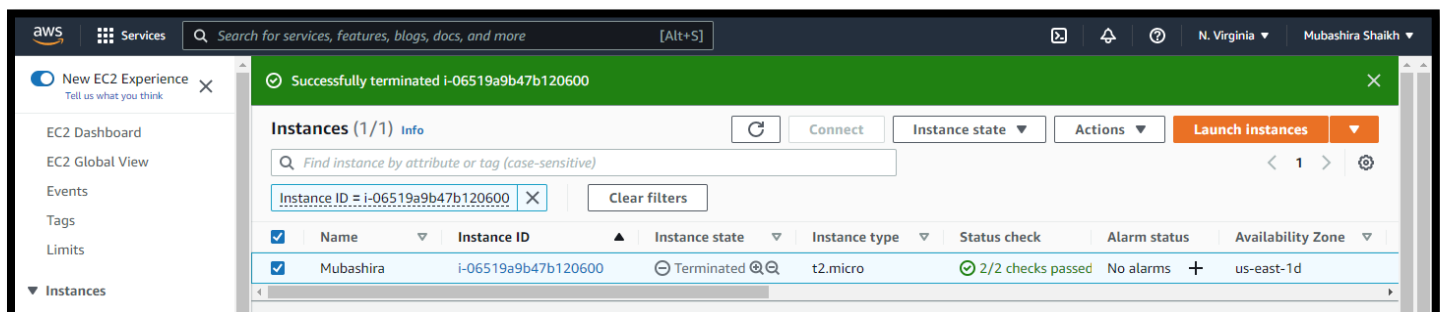 aws
Services
Search for services, features, blogs, docs, and more
[Alt+S]
N. Virginia
Mubashira Shaikh
New EC2 Experience
Tell us what you think
EC2 Dashboard
EC2 Global View
Events
Tags
Limits
Instances
Successfully terminated i-06519a9b47b120600
Instances (1/1) Info
Connect
Instance state
Actions
Launch instances
Find instance by attribute or tag (case-sensitive)
1
Instance ID = i-06519a9b47b120600
Clear filters
Name Instance ID Instance state Instance type Status check Alarm status Availability Zone
Mubashira i-06519a9b47b120600 Terminated t2.micro 2/2 checks passed No alarms + us-east-1d